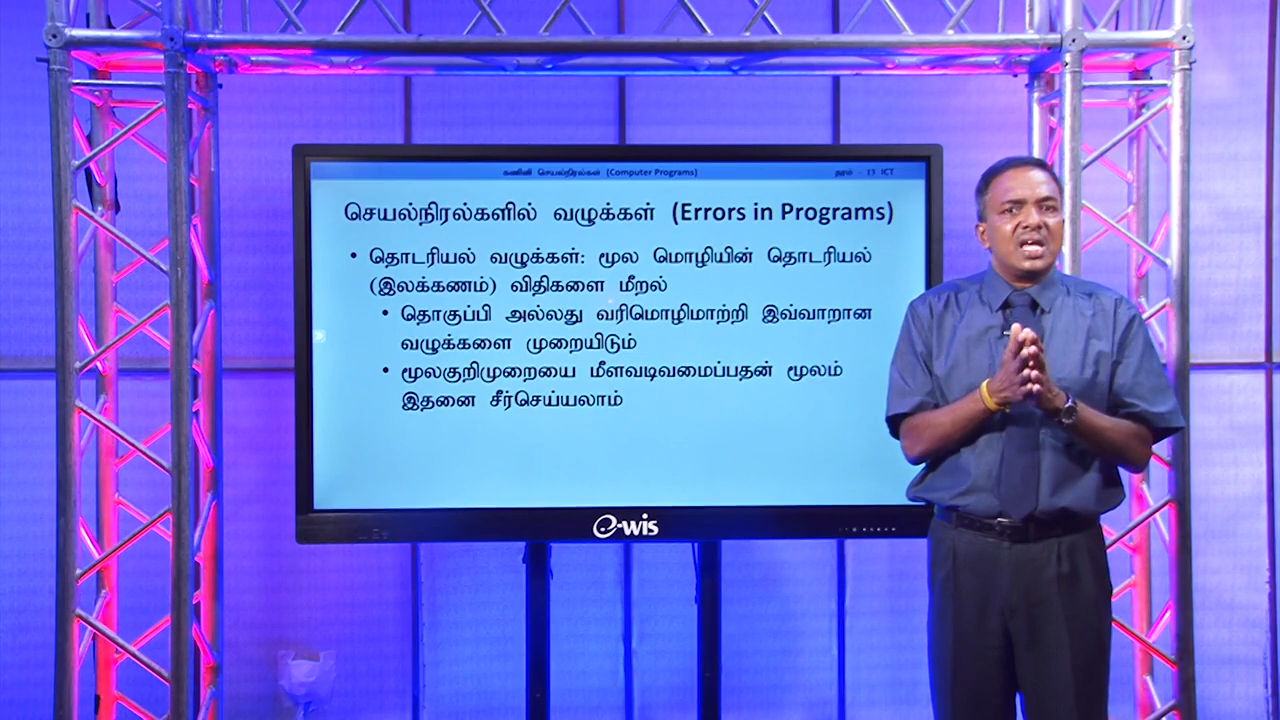 கணினி செயல்நிரல்கள் (Computer Programs) தரம் - 13 ICT
செயல்நிரல்களில் வழுக்கள் (Errors in Programs)
• தொடரியல் வழுக்கள்: மூல மொழியின் தொடரியல்
(இலக்கணம்) விதிகளை மீறல்
• தொகுப்பி அல்லது வரிமொழிமாற்றி இவ்வாறான
வழுக்களை முறையிடும்
• மூலகுறிமுறையை மீளவடிவமைப்பதன் மூலம்
இதனை சீர்செய்யலாம்
e-wis